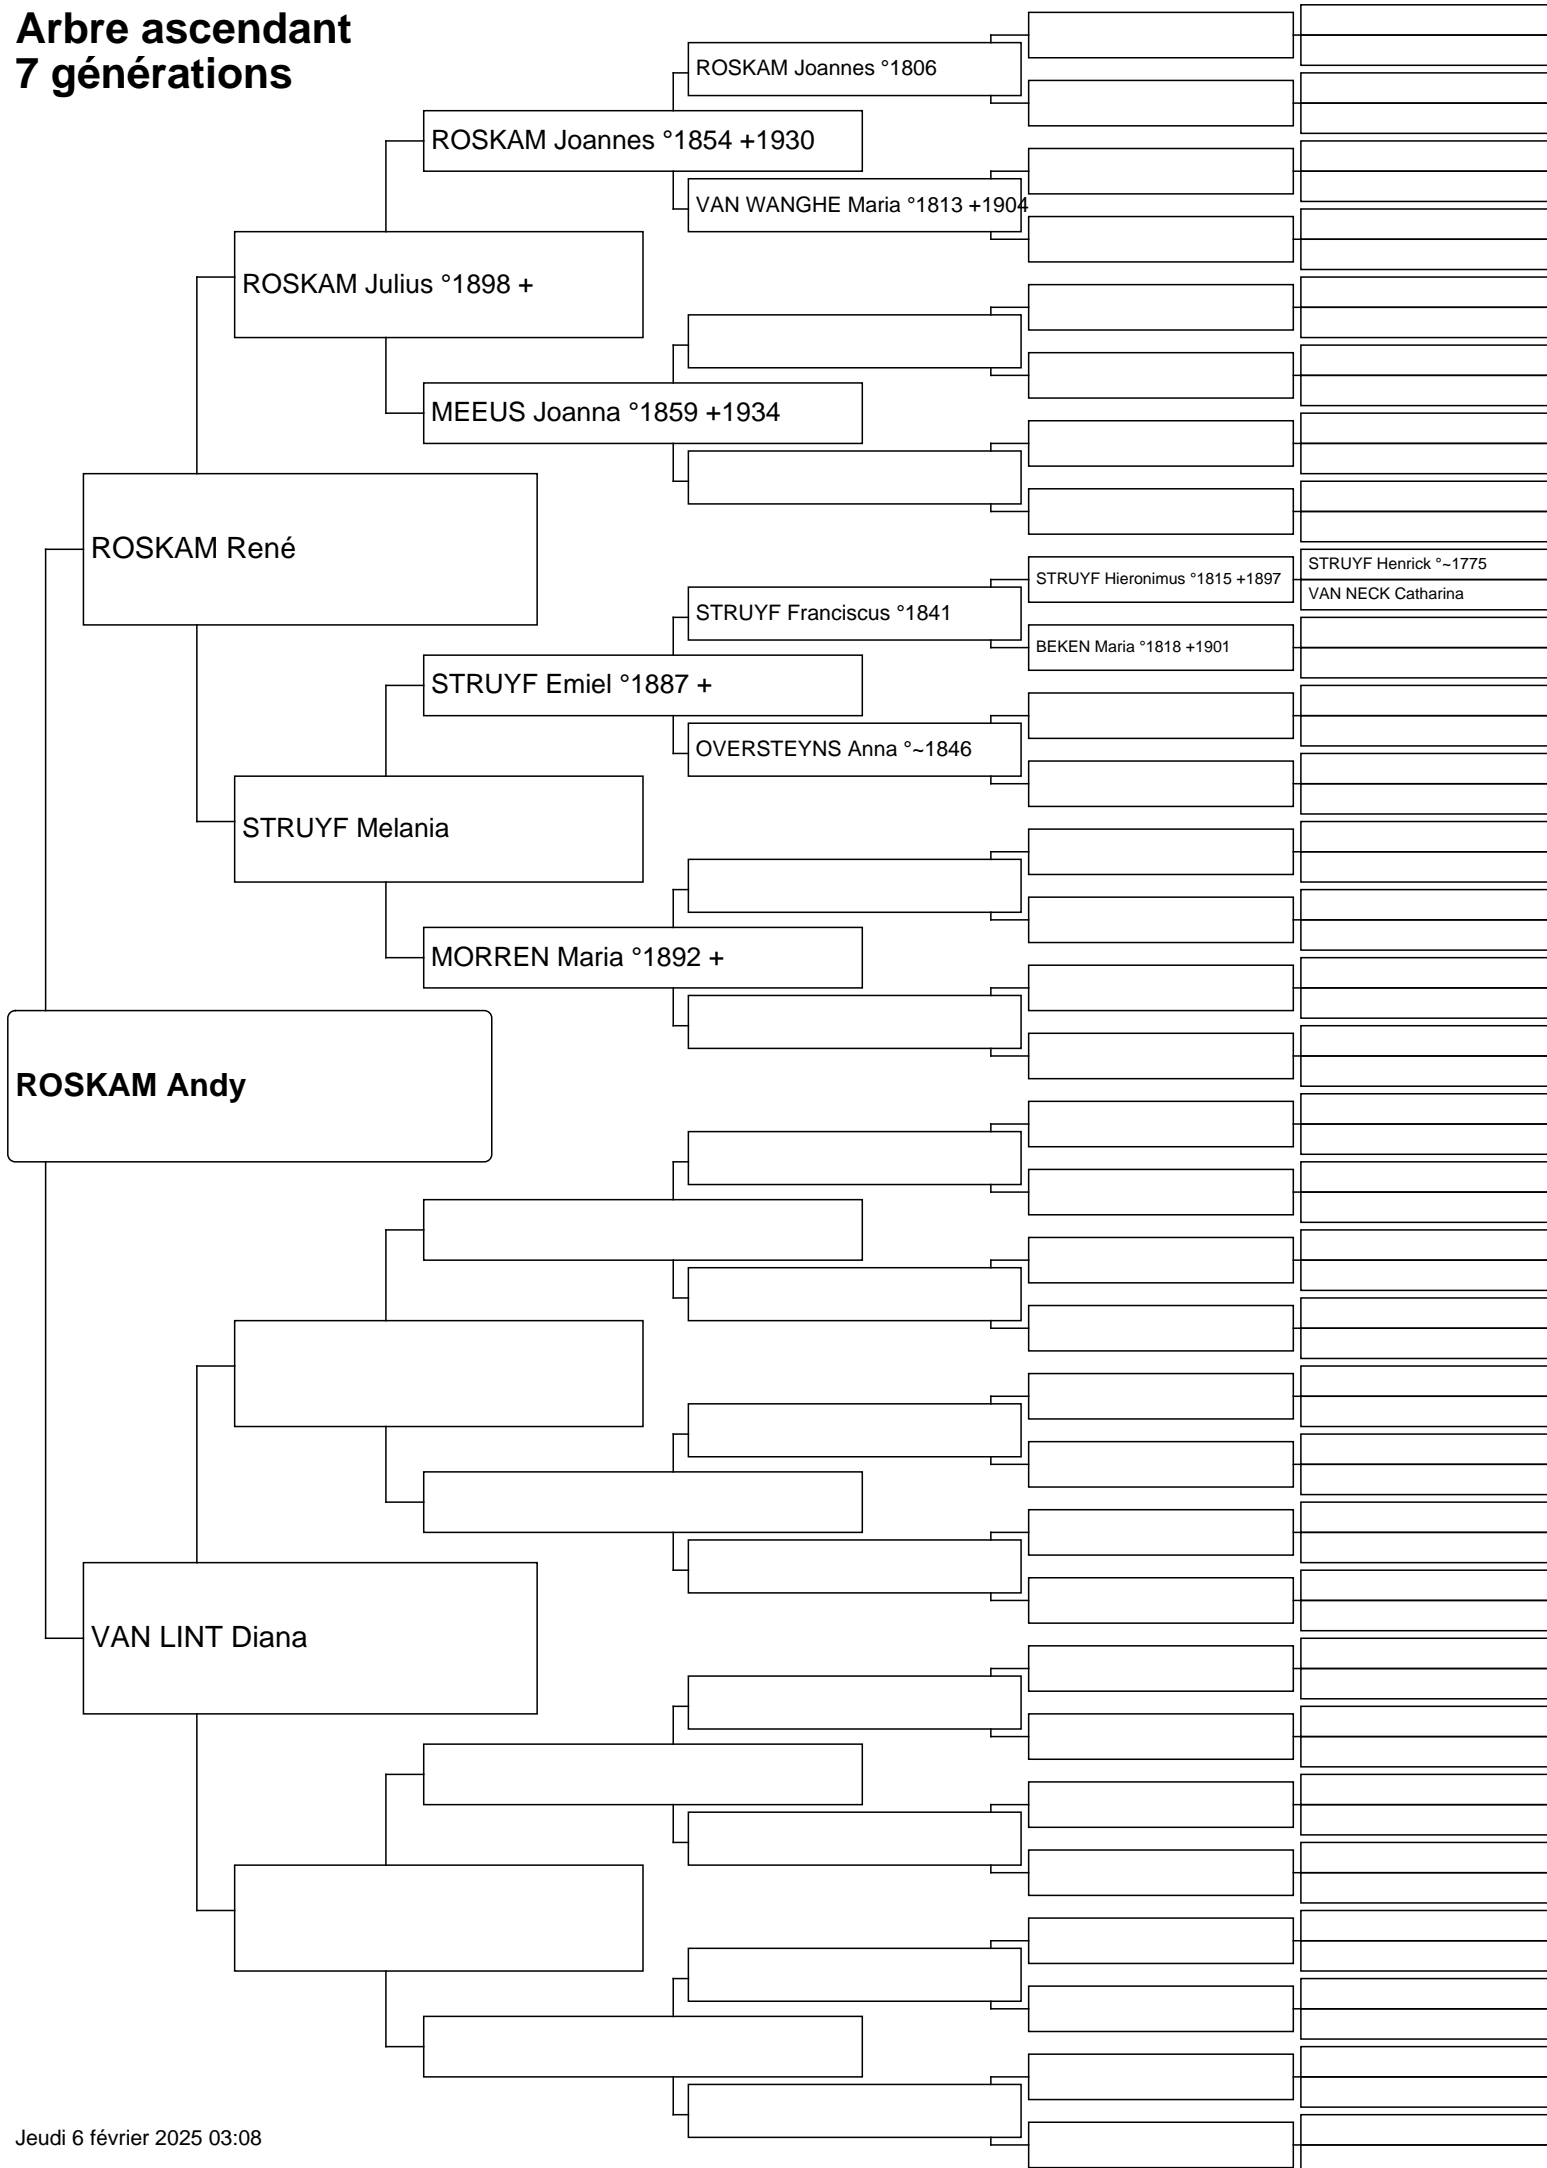 Arbre ascendant
7 générations
ROSKAM Joannes °1806
ROSKAM Joannes °1854 +1930
VAN WANGHE Maria °1813 +1904
ROSKAM Julius °1898 +
MEEUS Joanna °1859 +1934
ROSKAM René
STRUYF Henrick °~1775
STRUYF Hieronimus °1815 +1897
VAN NECK Catharina
STRUYF Franciscus °1841
BEKEN Maria °1818 +1901
STRUYF Emiel °1887 +
OVERSTEYNS Anna °~1846
STRUYF Melania
MORREN Maria °1892 +
ROSKAM Andy
VAN LINT Diana
Jeudi 6 février 2025 03:08